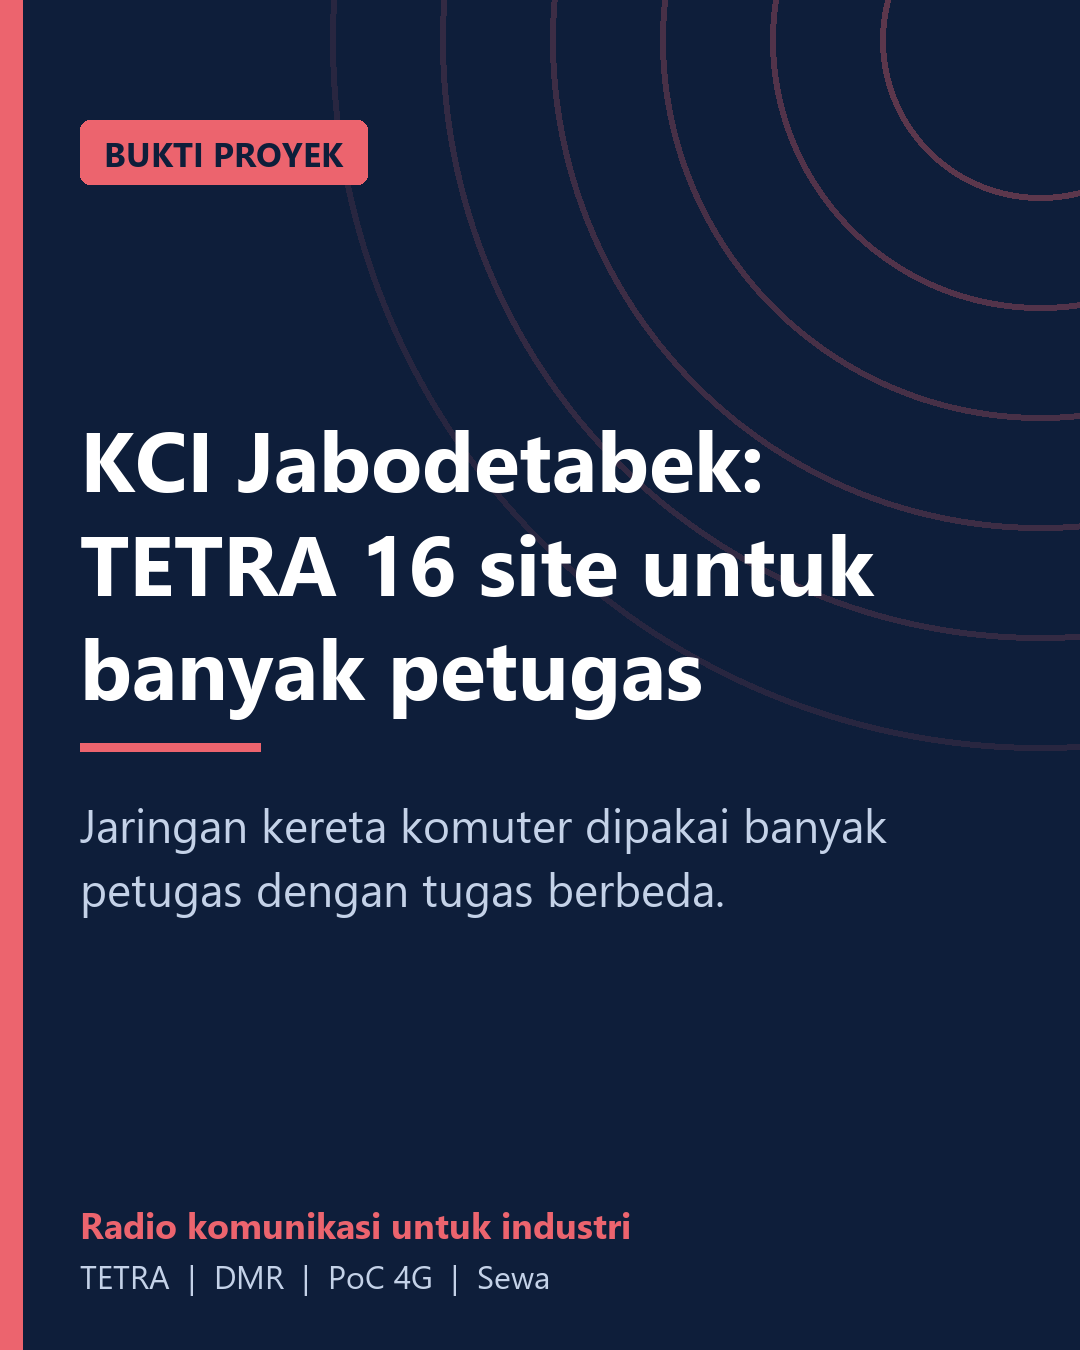 BUKTI PROYEK
KCI Jabodetabek:
TETRA 16 site untuk
banyak petugas
Jaringan kereta komuter dipakai banyak
petugas dengan tugas berbeda.
Radio komunikasi untuk industri
TETRA | DMR | PoC 4G | Sewa